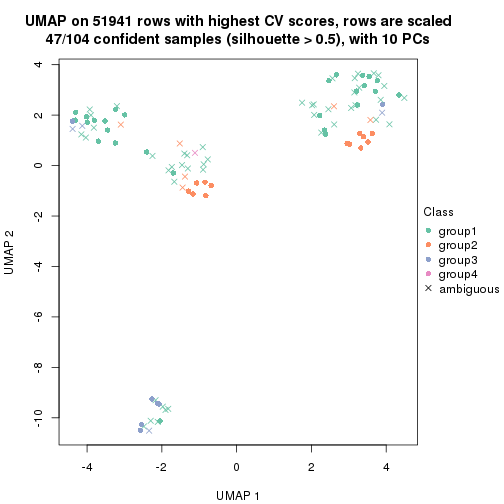 UMAP on 51941 rows with highest CV scores, rows are scaled
47/104 confident samples (silhouette > 0.5), with 10 PCs
4
2
0
-2
-4
-6
-8
-10
UMAP 2
-4
-2
0
2
4
UMAP 1
Class
group1
group2
group3
group4
ambiguous